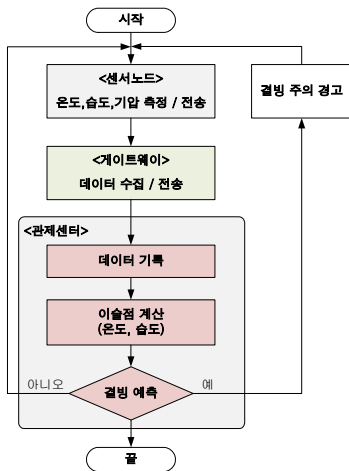 시작
<센서노드>
온도,습도,기압 측정 / 전송
결빙 주의 경고
<게이트웨이>
데이터 수집 / 전송
<관제센터>
데이터 기록
이슬점 계산
(온도, 습도)
아니오
결빙 예측
예
끝